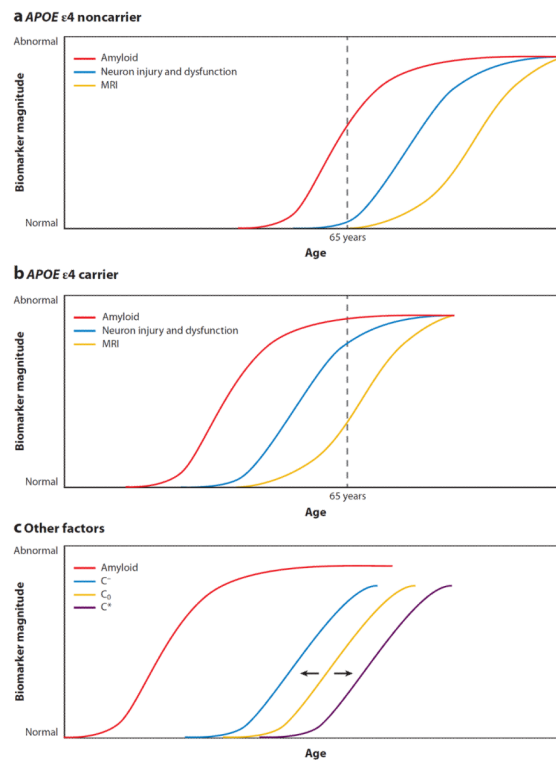 a APOE ε4 noncarrier
Abnormal
Amyloid
Neuron injury and dysfunction
MRI
Biomarker magnitude
Normal
65 years
Age
b APOE ε4 carrier
Abnormal
Amyloid
Neuron injury and dysfunction
MRI
Biomarker magnitude
Normal
65 years
Age
c Other factors
Abnormal
Amyloid
C⁻
C₀
C*
Biomarker magnitude
Normal
Age